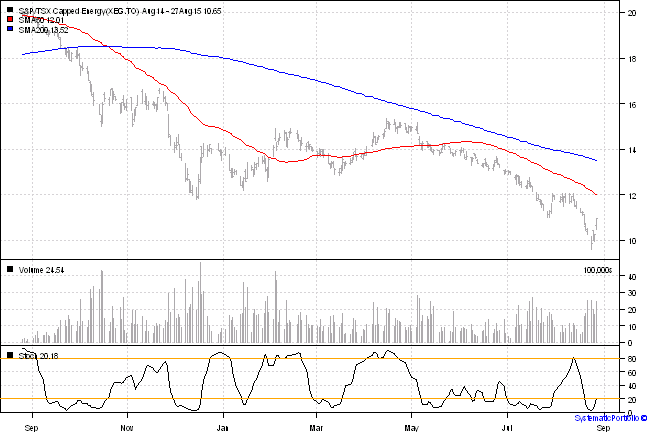 S&P/TSX Capped Energy(XEG.TO) Aug14 - 27Aug15 10.65
SMA50 12.01
SMA200 13.52
20
18
16
14
12
10
Volume 24.54
100,000s
40
30
20
10
0
Stoch 20.18
80
60
40
20
0
Sep
Nov
Jan
Mar
May
Jul
Sep
SystematicPortfolio ©